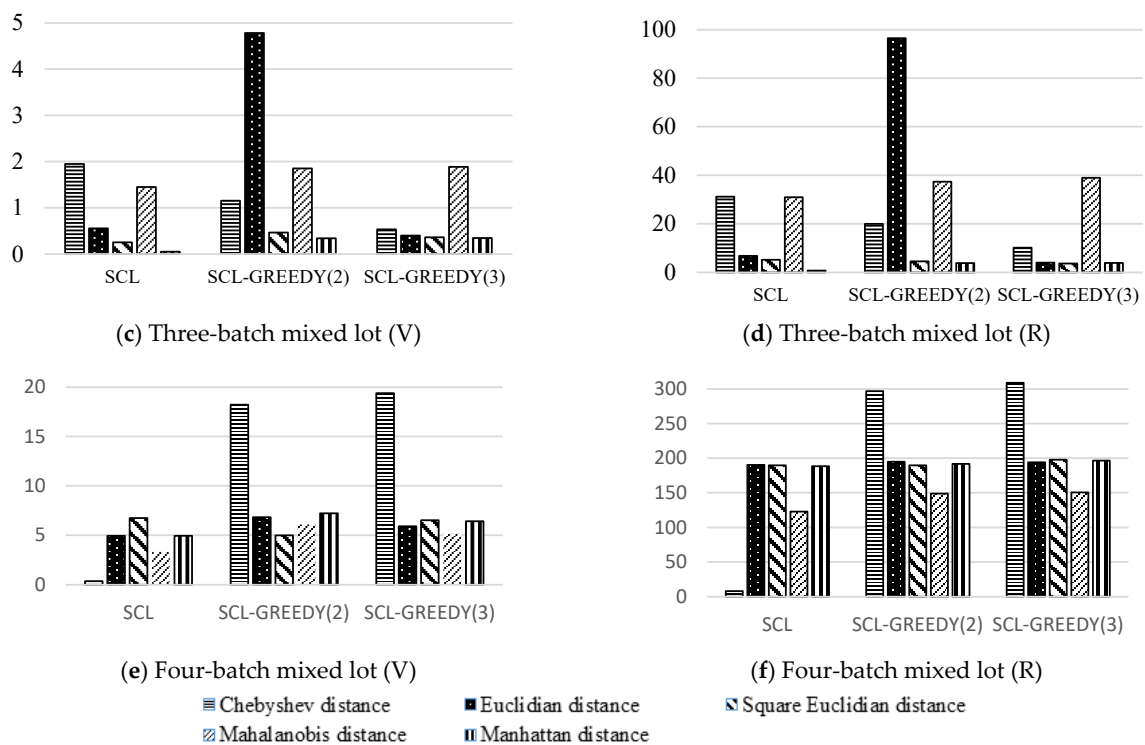 5
4
3
2
1
0
SCL SCL-GREEDY(2) SCL-GREEDY(3)
(c) Three-batch mixed lot (V)
100
80
60
40
20
0
SCL SCL-GREEDY(2) SCL-GREEDY(3)
(d) Three-batch mixed lot (R)
20
15
10
5
0
SCL SCL-GREEDY(2) SCL-GREEDY(3)
(e) Four-batch mixed lot (V)
300
250
200
150
100
50
0
SCL SCL-GREEDY(2) SCL-GREEDY(3)
(f) Four-batch mixed lot (R)
Chebyshev distance Euclidian distance Square Euclidian distance
Mahalanobis distance Manhattan distance